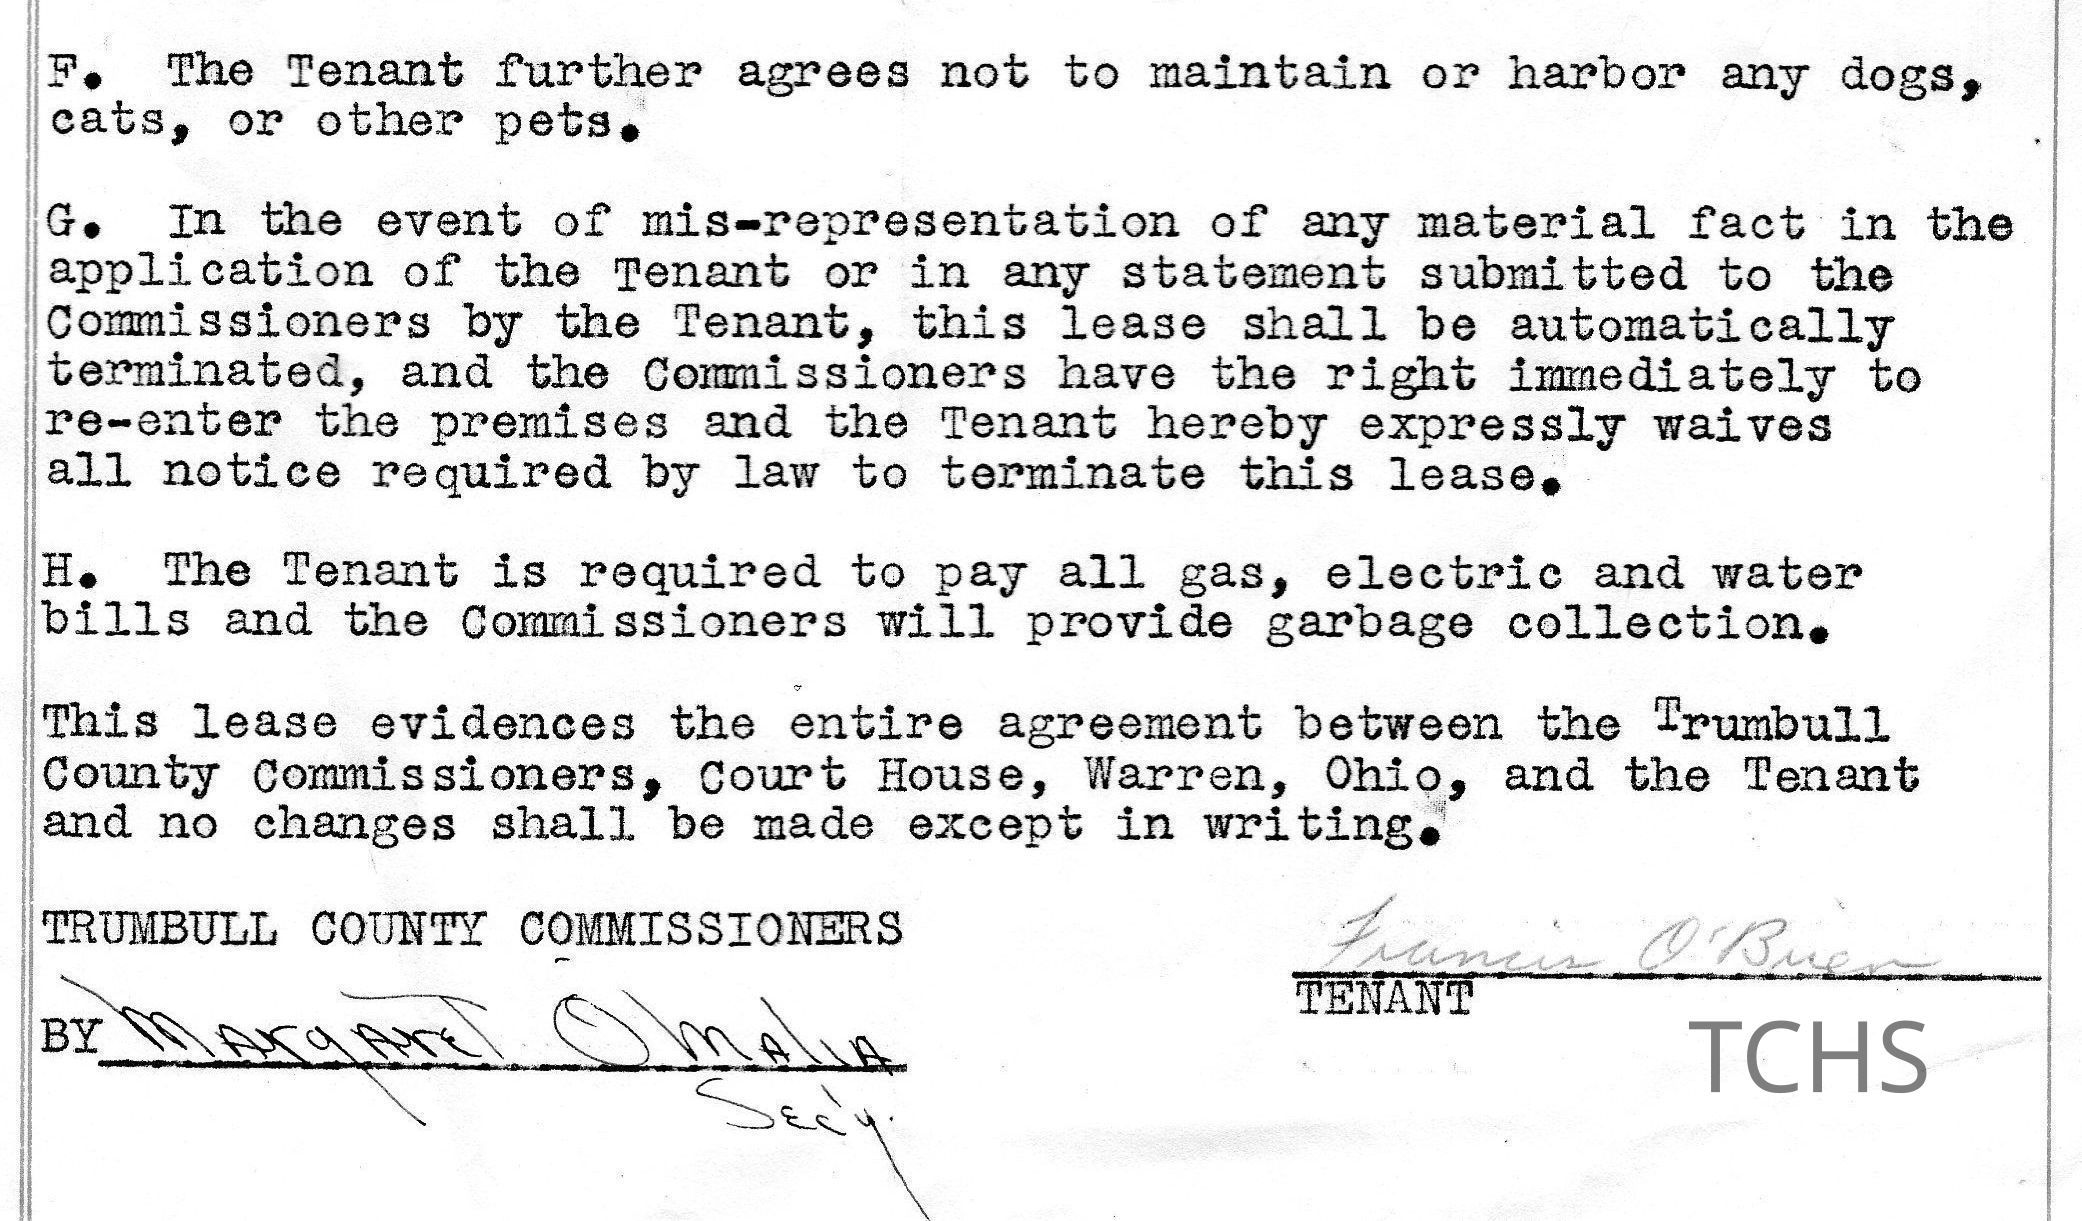 F. The Tenant further agrees not to maintain or harbor any dogs,
cats, or other pets.
G. In the event of mis-representation of any material fact in the
application of the Tenant or in any statement submitted to the
Commissioners by the Tenant, this lease shall be automatically
terminated, and the Commissioners have the right immediately to
re-enter the premises and the Tenant hereby expressly waives
all notice required by law to terminate this lease.
H. The Tenant is required to pay all gas, electric and water
bills and the Commissioners will provide garbage collection.
This lease evidences the entire agreement between the Trumbull
County Commissioners, Court House, Warren, Ohio, and the Tenant
and no changes shall be made except in writing.
TRUMBULL COUNTY COMMISSIONERS
Francis O'Brien
TENANT
BY Margaret O'Malia
Sec'y.
TCHS